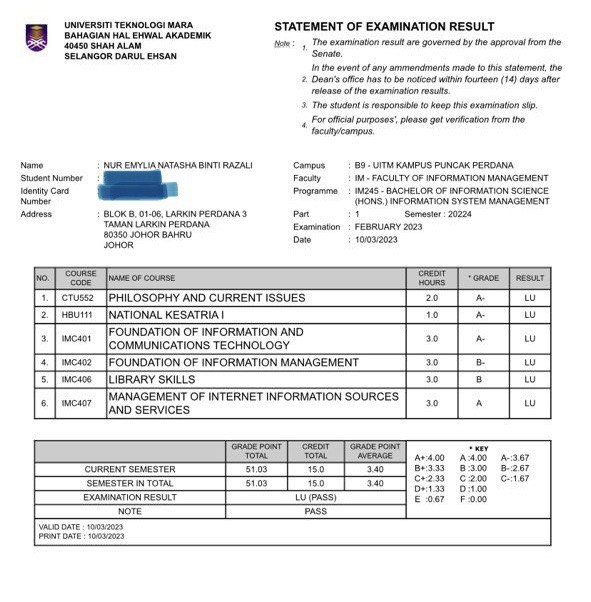 UNIVERSITI TEKNOLOGI MARA
BAHAGIAN HAL EHWAL AKADEMIK
40450 SHAH ALAM
SELANGOR DARUL EHSAN
STATEMENT OF EXAMINATION RESULT
Note : 1. The examination result are governed by the approval from the Senate.
2. In the event of any ammendments made to this statement, the Dean's office has to be noticed within fourteen (14) days after release of the examination results.
3. The student is responsible to keep this examination slip.
4. For official purposes', please get verification from the faculty/campus.
Name : NUR EMYLIA NATASHA BINTI RAZALI
Student Number :
Identity Card Number :
Address : BLOK B, 01-06, LARKIN PERDANA 3
TAMAN LARKIN PERDANA
80350 JOHOR BAHRU
JOHOR
Campus : B9 - UITM KAMPUS PUNCAK PERDANA
Faculty : IM - FACULTY OF INFORMATION MANAGEMENT
Programme : IM245 - BACHELOR OF INFORMATION SCIENCE (HONS.) INFORMATION SYSTEM MANAGEMENT
Part : 1 Semester : 20224
Examination : FEBRUARY 2023
Date : 10/03/2023
NO. COURSE CODE NAME OF COURSE CREDIT HOURS * GRADE RESULT
1. CTU552 PHILOSOPHY AND CURRENT ISSUES 2.0 A- LU
2. HBU111 NATIONAL KESATRIA I 1.0 A- LU
3. IMC401 FOUNDATION OF INFORMATION AND COMMUNICATIONS TECHNOLOGY 3.0 A- LU
4. IMC402 FOUNDATION OF INFORMATION MANAGEMENT 3.0 B- LU
5. IMC406 LIBRARY SKILLS 3.0 B LU
6. IMC407 MANAGEMENT OF INTERNET INFORMATION SOURCES AND SERVICES 3.0 A LU
GRADE POINT TOTAL CREDIT TOTAL GRADE POINT AVERAGE
CURRENT SEMESTER 51.03 15.0 3.40
SEMESTER IN TOTAL 51.03 15.0 3.40
EXAMINATION RESULT LU (PASS)
NOTE PASS
* KEY
A+:4.00 A :4.00 A-:3.67
B+:3.33 B :3.00 B-:2.67
C+:2.33 C :2.00 C-:1.67
D+:1.33 D :1.00
E :0.67 F :0.00
VALID DATE : 10/03/2023
PRINT DATE : 10/03/2023